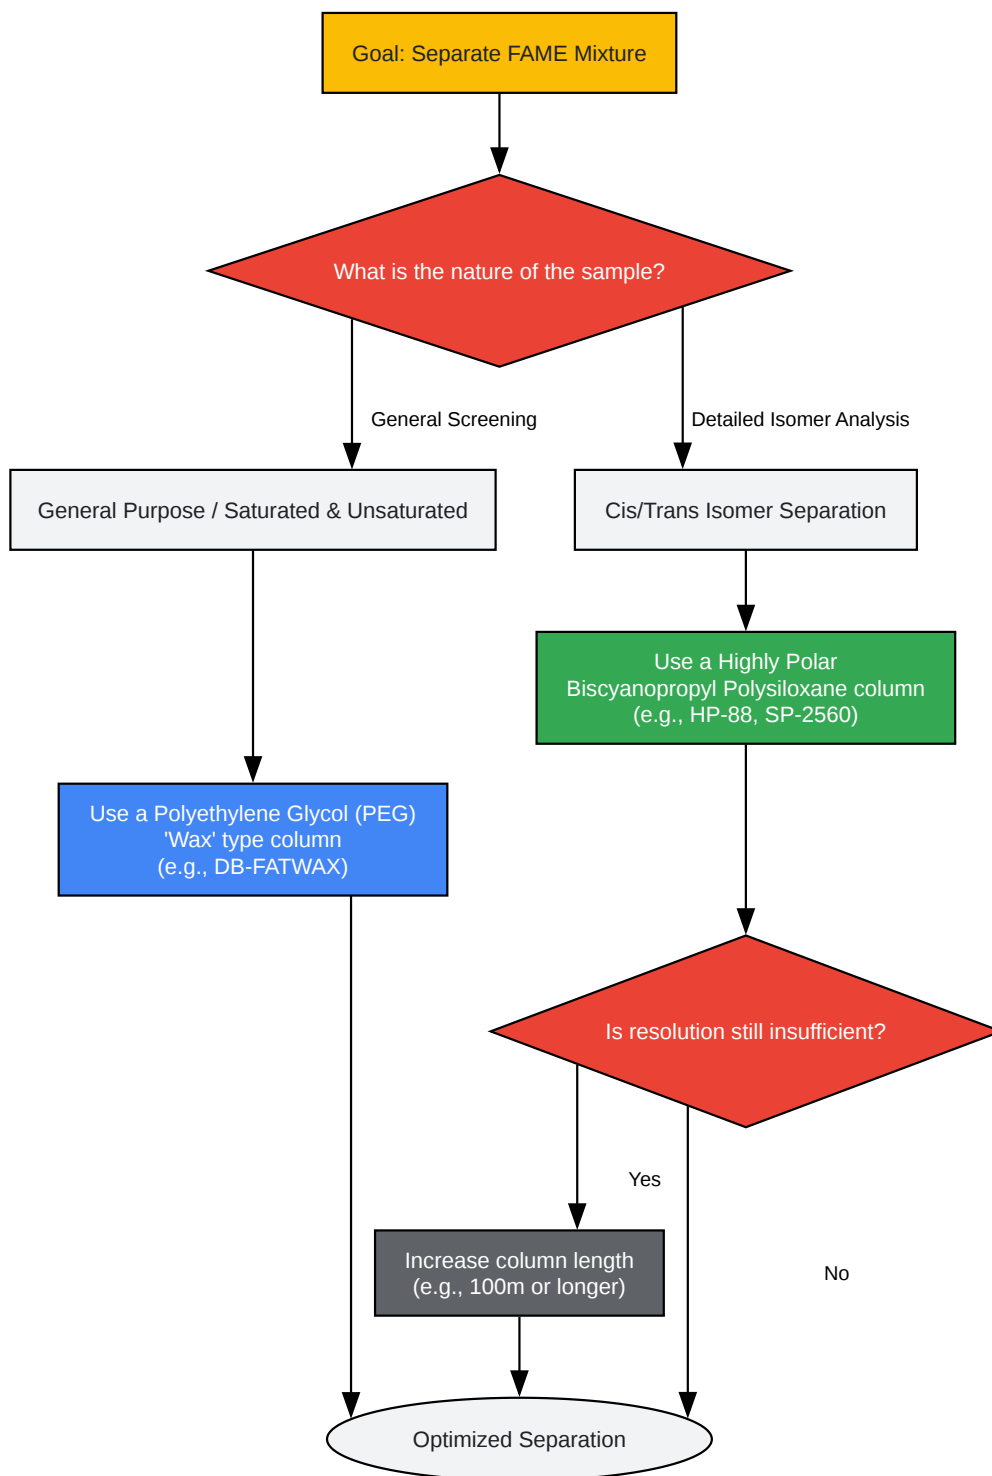 Goal: Separate FAME Mixture
What is the nature of the sample?
General Screening
Detailed Isomer Analysis
General Purpose / Saturated & Unsaturated
Cis/Trans Isomer Separation
Use a Highly Polar
Biscyanopropyl Polysiloxane column
(e.g., HP-88, SP-2560)
Use a Polyethylene Glycol (PEG)
'Wax' type column
(e.g., DB-FATWAX)
Is resolution still insufficient?
Yes
Increase column length
(e.g., 100m or longer)
No
Optimized Separation